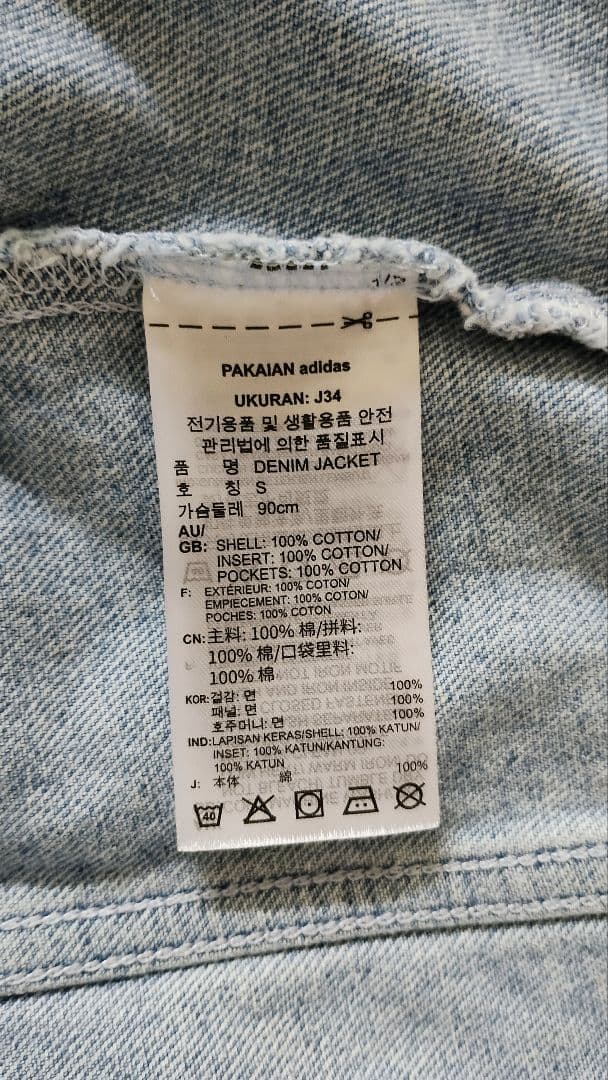 PAKAIAN adidas
UKURAN: J34
전기용품 및 생활용품 안전
관리법에 의한 품질표시
품 명 DENIM JACKET
호 칭 S
가슴둘레 90cm
AU/
GB: SHELL: 100% COTTON/
INSERT: 100% COTTON/
POCKETS: 100% COTTON
F: EXTÉRIEUR: 100% COTON/
EMPIECEMENT: 100% COTON/
POCHES: 100% COTON
CN: 主料: 100% 棉/拼料:
100% 棉/口袋里料:
100% 棉
KOR: 겉감: 면 100%
패널: 면 100%
호주머니: 면 100%
IND: LAPISAN KERAS/SHELL: 100% KATUN/
INSET: 100% KATUN/KANTUNG:
100% KATUN
J: 本体 綿 100%
40